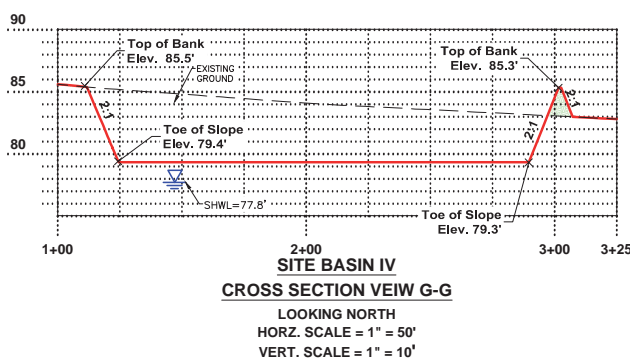 90
Top of Bank
Elev. 85.5'
EXISTING
GROUND
Top of Bank
Elev. 85.3'
85
2:1
2:1
2:1
Toe of Slope
Elev. 79.4'
80
SHWL=77.8'
Toe of Slope
Elev. 79.3'
1+00
2+00
3+00
3+25
SITE BASIN IV
CROSS SECTION VEIW G-G
LOOKING NORTH
HORZ. SCALE = 1" = 50'
VERT. SCALE = 1" = 10'